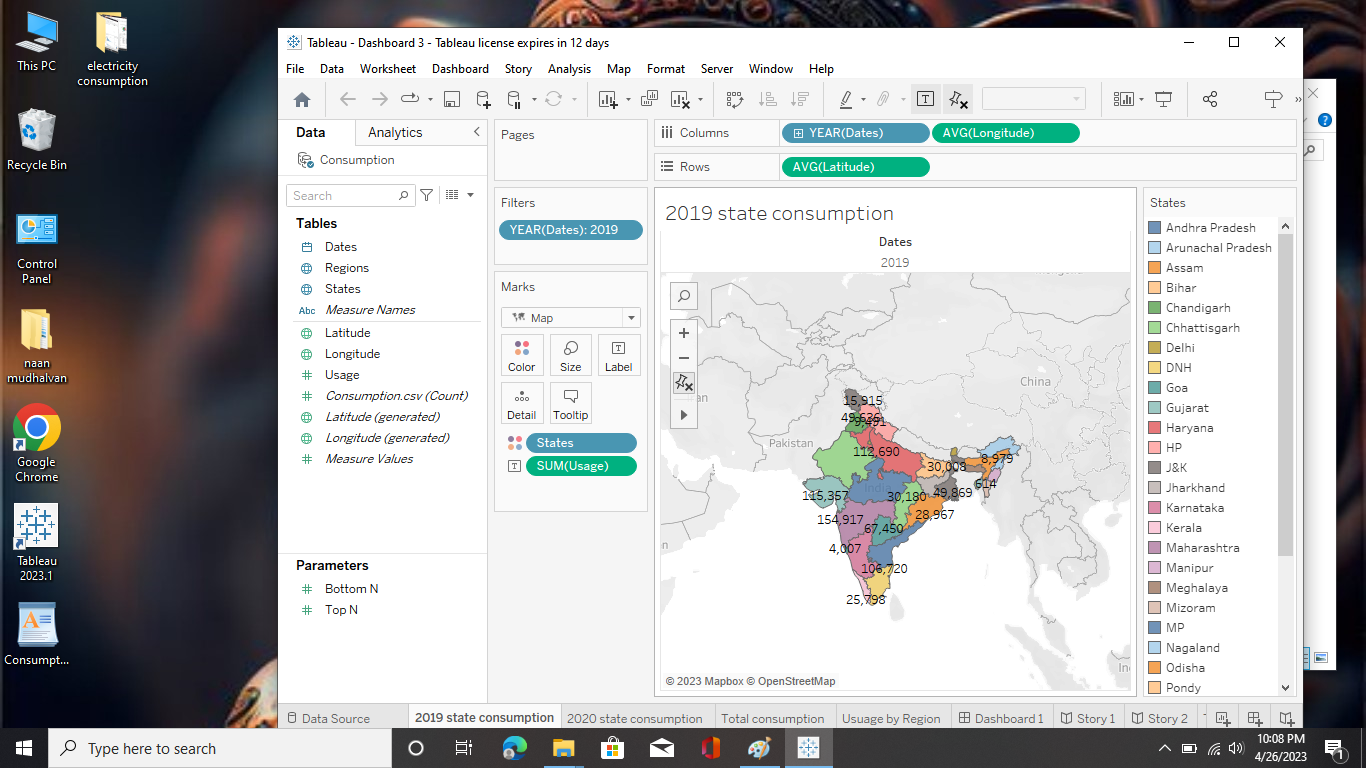 This PC
electricity
consumption
Recycle Bin
Control
Panel
naan
mudhalvan
Google
Chrome
Tableau
2023.1
Consumpt...
Tableau - Dashboard 3 - Tableau license expires in 12 days
File Data Worksheet Dashboard Story Analysis Map Format Server Window Help
Data Analytics
Consumption
Search
Tables
Dates
Regions
States
Abc Measure Names
Latitude
Longitude
Usage
Consumption.csv (Count)
Latitude (generated)
Longitude (generated)
Measure Values
Parameters
Bottom N
Top N
Pages
Filters
YEAR(Dates): 2019
Marks
Map
Color Size Label
Detail Tooltip
States
SUM(Usage)
Columns YEAR(Dates) AVG(Longitude)
Rows AVG(Latitude)
2019 state consumption
Dates
2019
China
Pakistan
India
15,915
9,491
112,690
30,008
8,979
614
115,357
30,180
49,869
28,967
154,917
67,450
4,007
106,720
25,798
© 2023 Mapbox © OpenStreetMap
States
Andhra Pradesh
Arunachal Pradesh
Assam
Bihar
Chandigarh
Chhattisgarh
Delhi
DNH
Goa
Gujarat
Haryana
HP
J&K
Jharkhand
Karnataka
Kerala
Maharashtra
Manipur
Meghalaya
Mizoram
MP
Nagaland
Odisha
Pondy
Data Source 2019 state consumption 2020 state consumption Total consumption Usuage by Region Dashboard 1 Story 1 Story 2
Type here to search
10:08 PM
4/26/2023
1